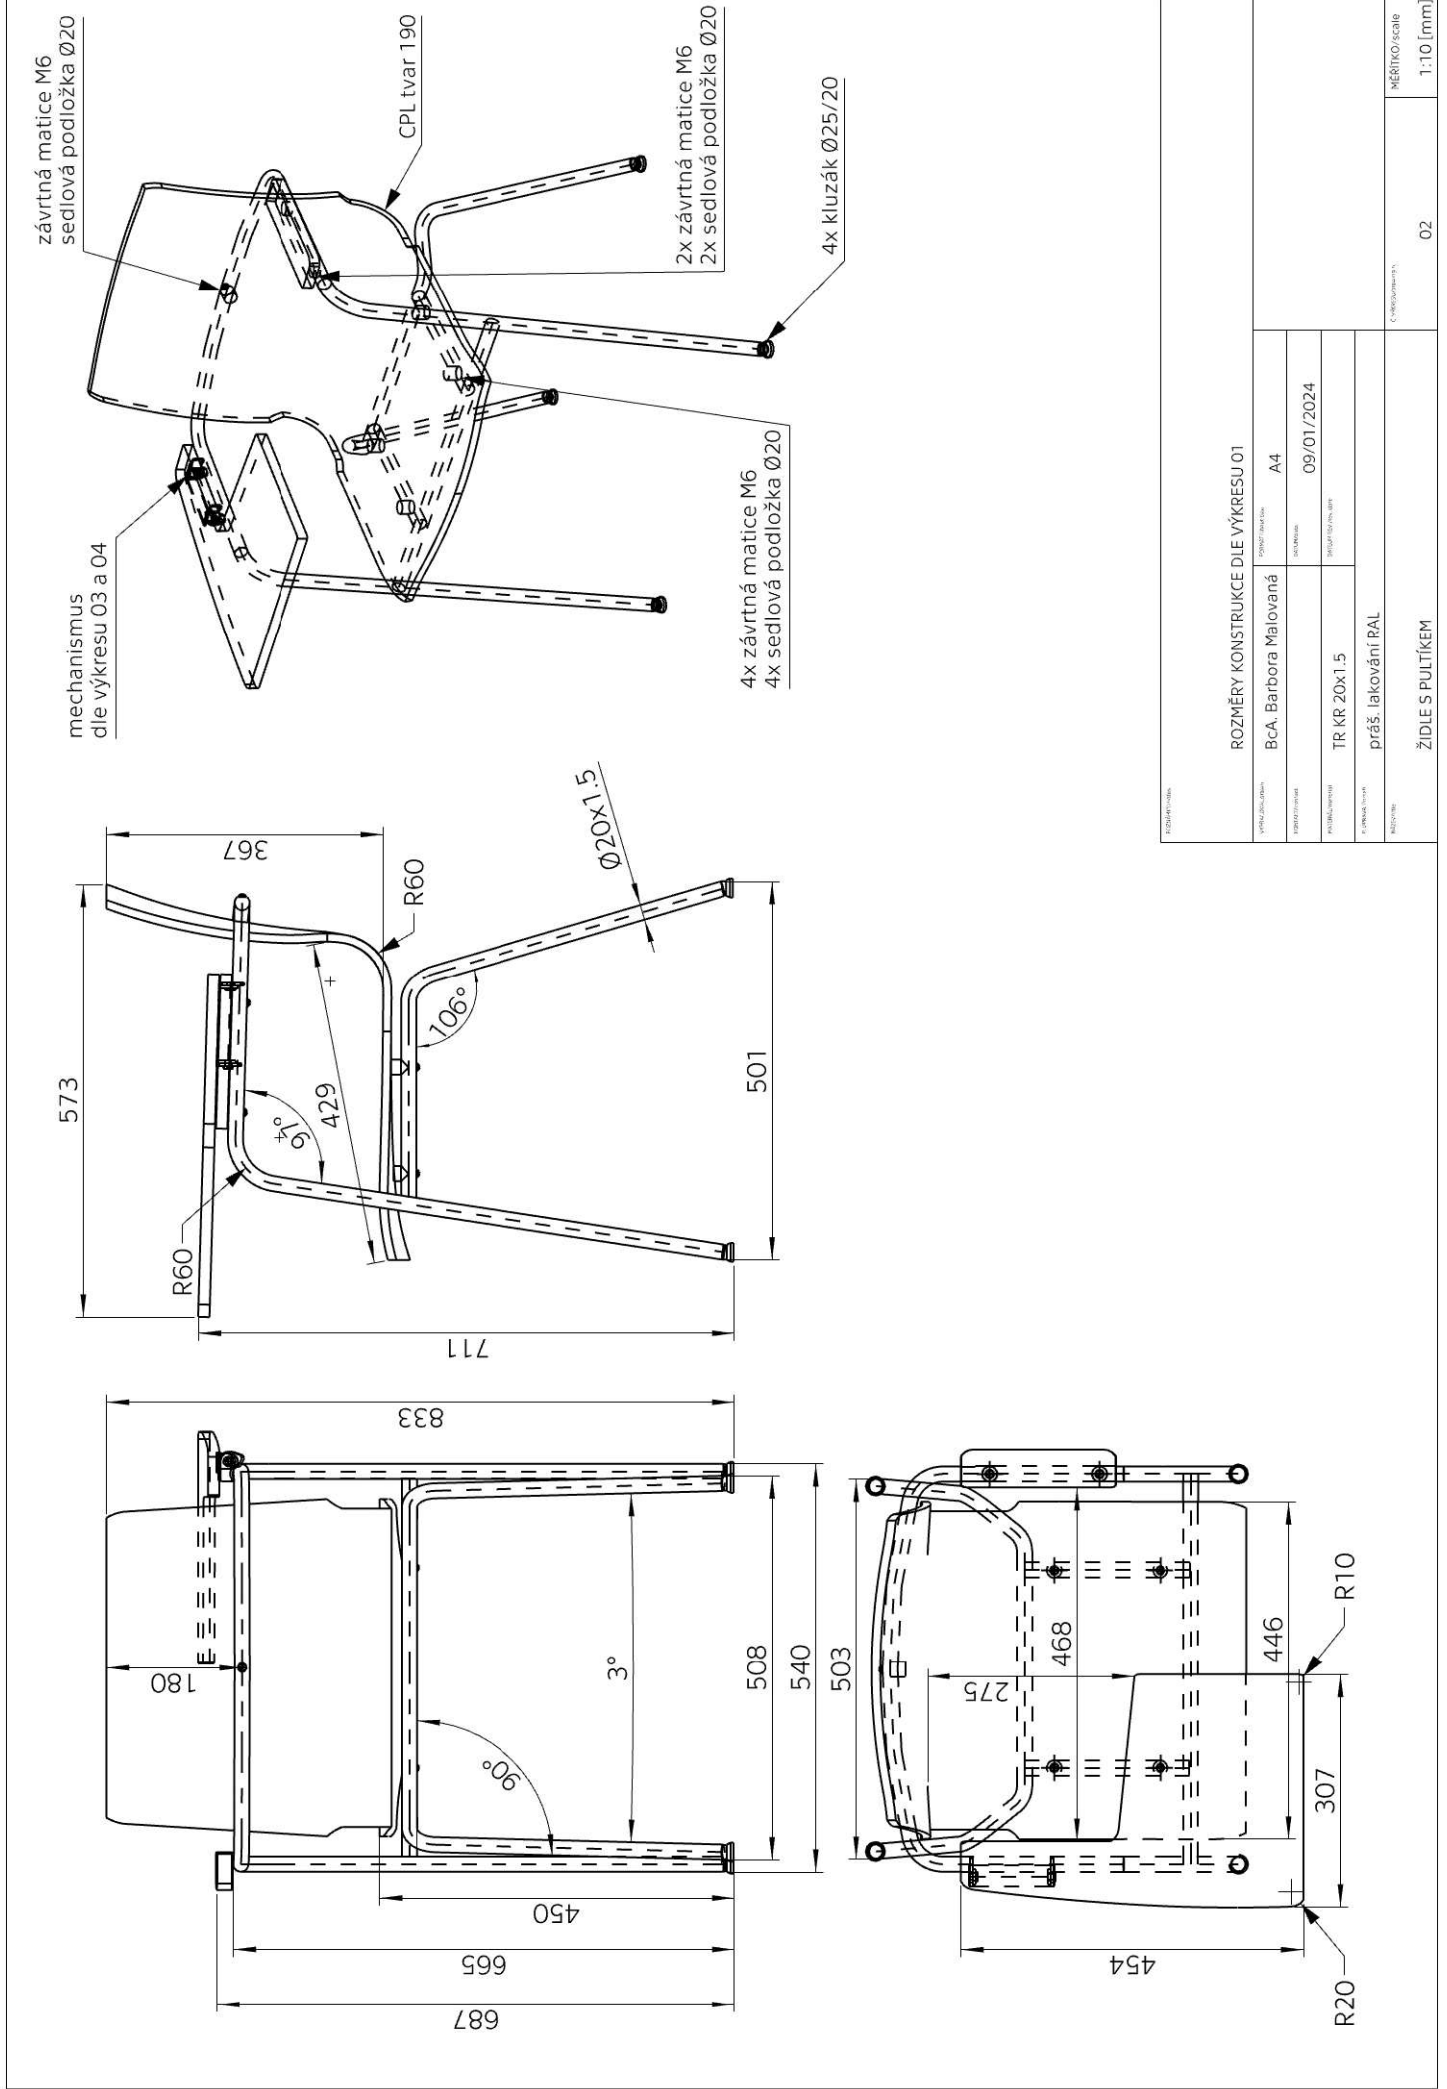 687
665
450
180
833
90°
3°
508
540
573
711
R60
97°
429
367
R60
106°
Ø20x1.5
501
mechanismus
dle výkresu 03 a 04
závrtná matice M6
sedlová podložka Ø20
CPL tvar 190
2x závrtná matice M6
2x sedlová podložka Ø20
4x kluzák Ø25/20
4x závrtná matice M6
4x sedlová podložka Ø20
503
468
275
446
454
307
R20
R10
ROZMĚRY KONSTRUKCE DLE VÝKRESU 01
BcA. Barbora Malovaná
A4
09/01/2024
TR KR 20x1.5
práš. lakování RAL
ŽIDLE S PULTÍKEM
02
MĚŘÍTKO/scale
1:10 [mm]